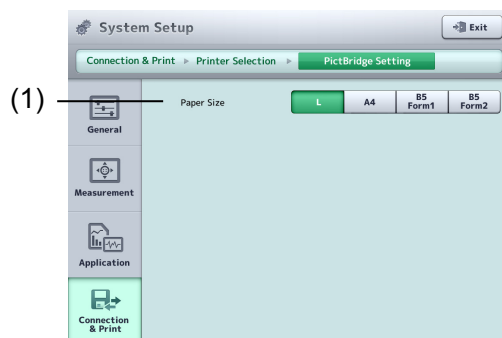 System Setup
Exit
Connection & Print
Printer Selection
PictBridge Setting
(1)
Paper Size
L
A4
B5
Form1
B5
Form2
General
Measurement
Application
Connection
& Print